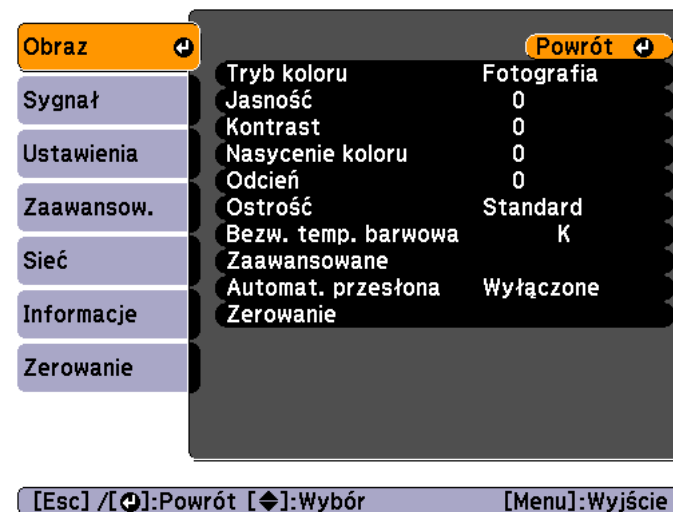 Obraz
Sygnał
Ustawienia
Zaawansow.
Sieć
Informacje
Zerowanie
Powrót
Tryb koloru Fotografia
Jasność 0
Kontrast 0
Nasycenie koloru 0
Odcień 0
Ostrość Standard
Bezw. temp. barwowa K
Zaawansowane
Automat. przesłona Wyłączone
Zerowanie
[Esc] /[⏎]:Powrót [◆]:Wybór [Menu]:Wyjście